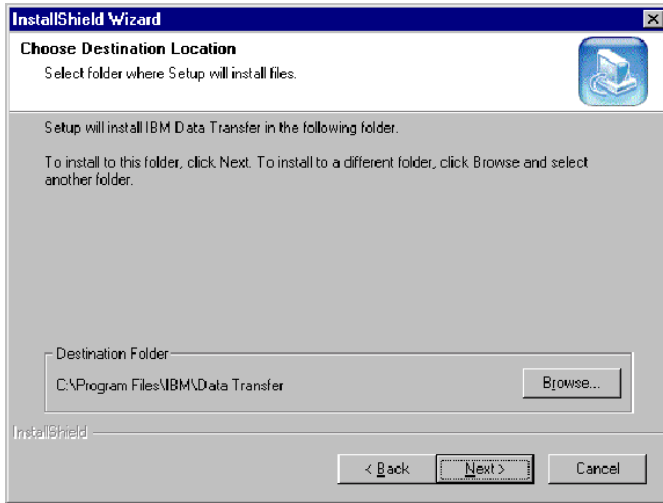 InstallShield Wizard
Choose Destination Location
Select folder where Setup will install files.
Setup will install IBM Data Transfer in the following folder.
To install to this folder, click Next. To install to a different folder, click Browse and select
another folder.
Destination Folder
C:\Program Files\IBM\Data Transfer
Browse...
InstallShield
< Back
Next >
Cancel